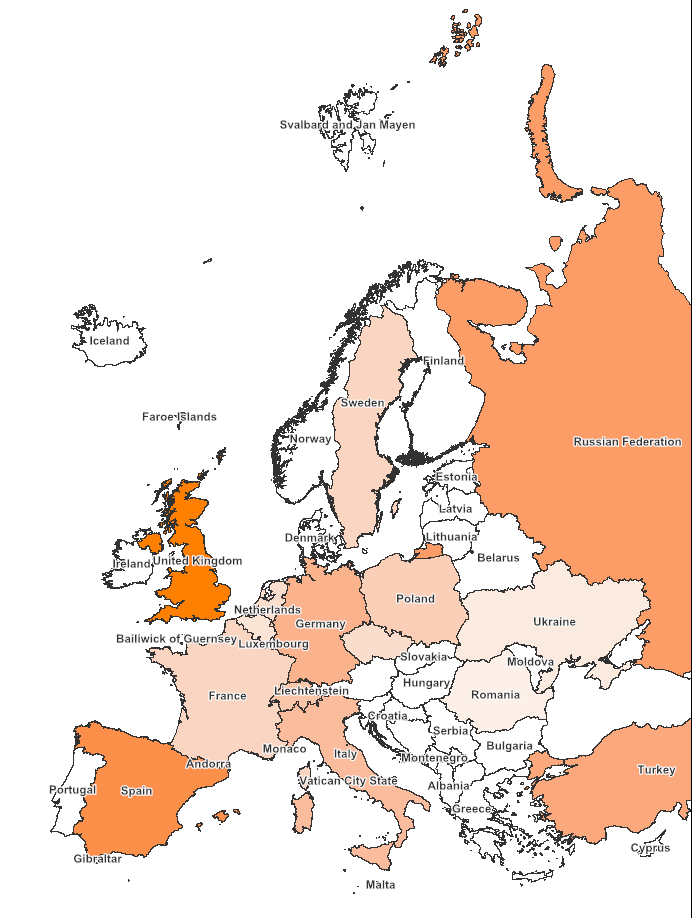 Svalbard and Jan Mayen
Iceland
Finland
Sweden
Faroe Islands
Norway
Russian Federation
Estonia
Latvia
Denmark
Lithuania
Belarus
Ireland
United Kingdom
Poland
Netherlands
Germany
Ukraine
Bailiwick of Guernsey
Luxembourg
Slovakia
Moldova
Hungary
Liechtenstein
France
Romania
Croatia
Serbia
Bulgaria
Monaco
Italy
Montenegro
Andorra
Turkey
Vatican City State
Albania
Portugal
Spain
Greece
Cyprus
Gibraltar
Malta